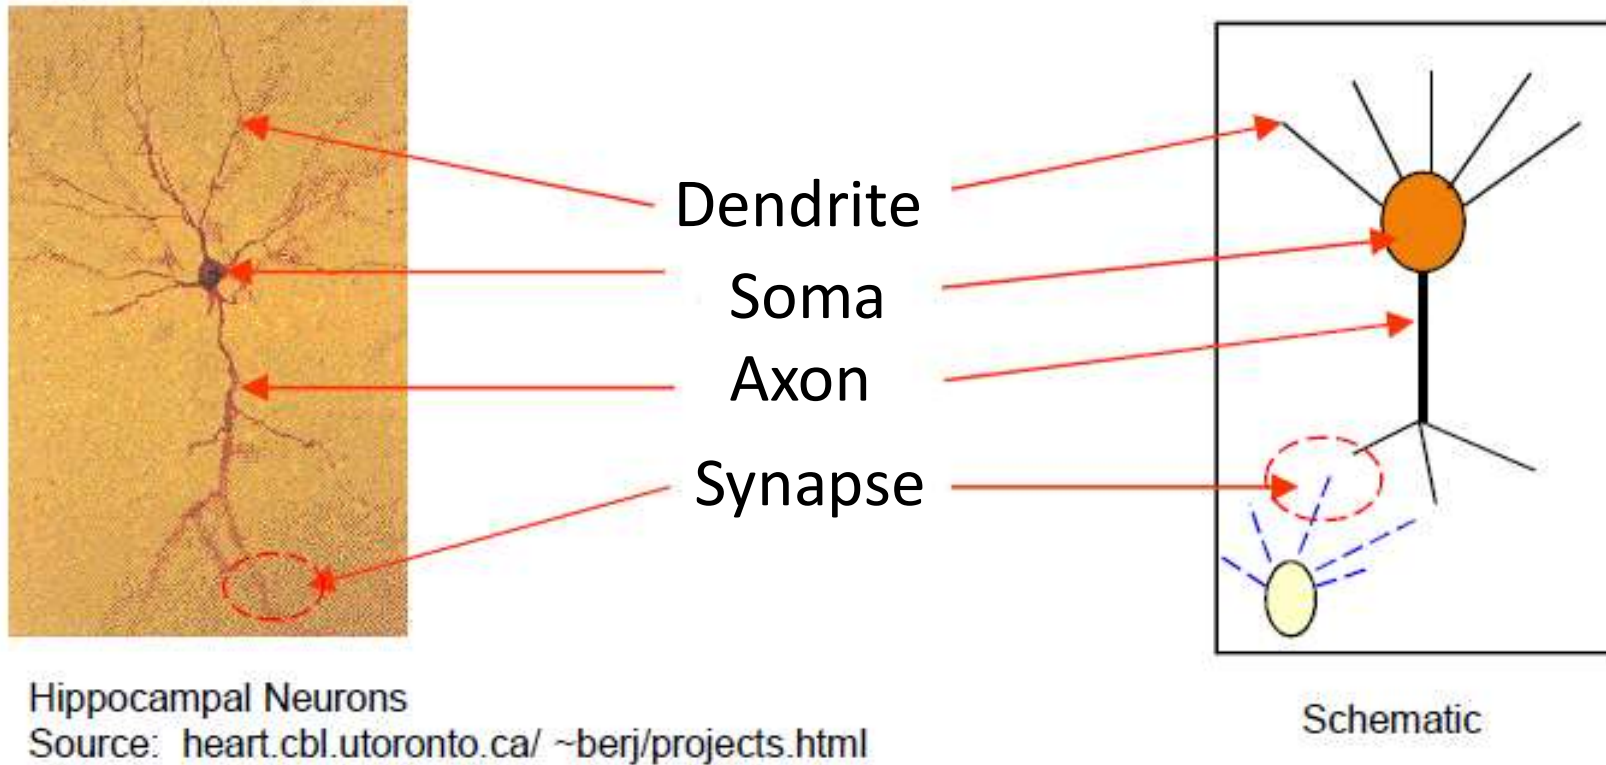 Dendrite
Soma
Axon
Synapse
Hippocampal Neurons
Source: heart.cbl.utoronto.ca/ ~berj/projects.html
Schematic